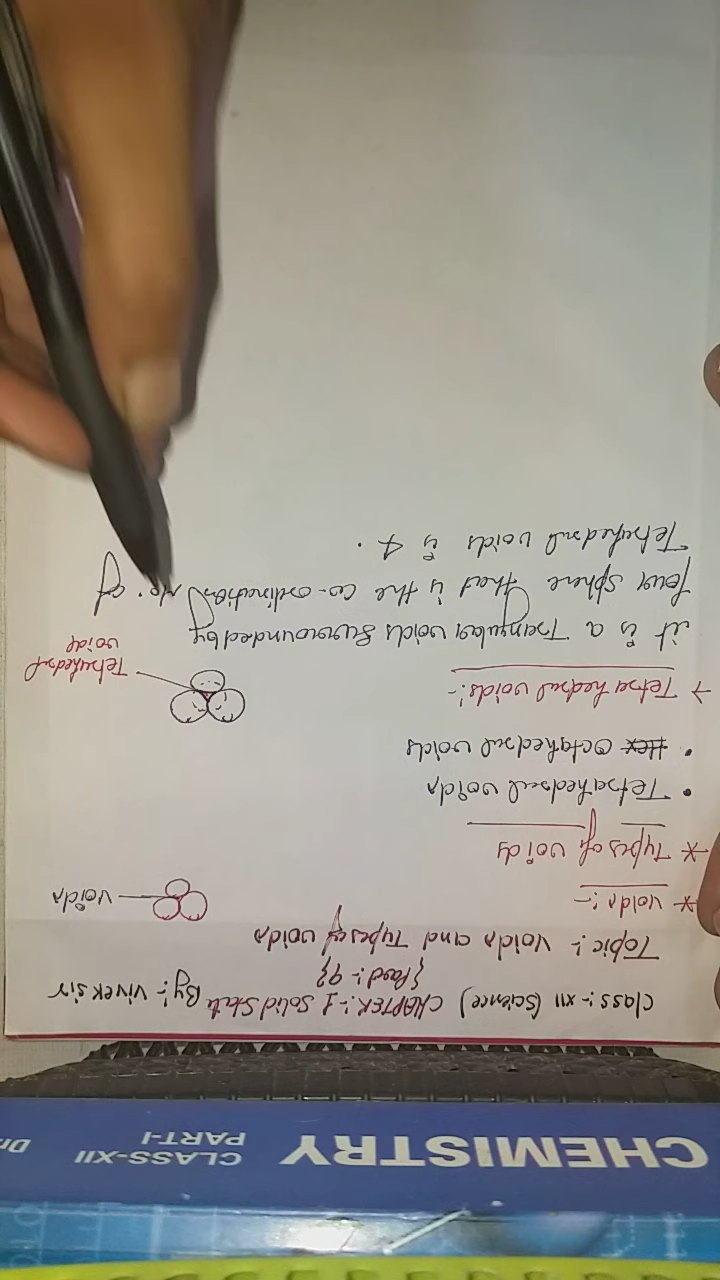 Class:- XII (Science) CHAPTER:-1 Solid State By:- Vivek sir
{Part:-9}
Topic:- Voids and Types of voids
* Voids:-
voids
* Types of voids
• Tetrahedral voids
• Octahedral voids
→ Tetrahedral voids:-
Tetrahedral
void
it is a Triangular voids Surrounded by
four sphere that is the co-ordination No. of
Tetrahedral voids is 4.
CHEMISTRY
CLASS-XII
PART-I